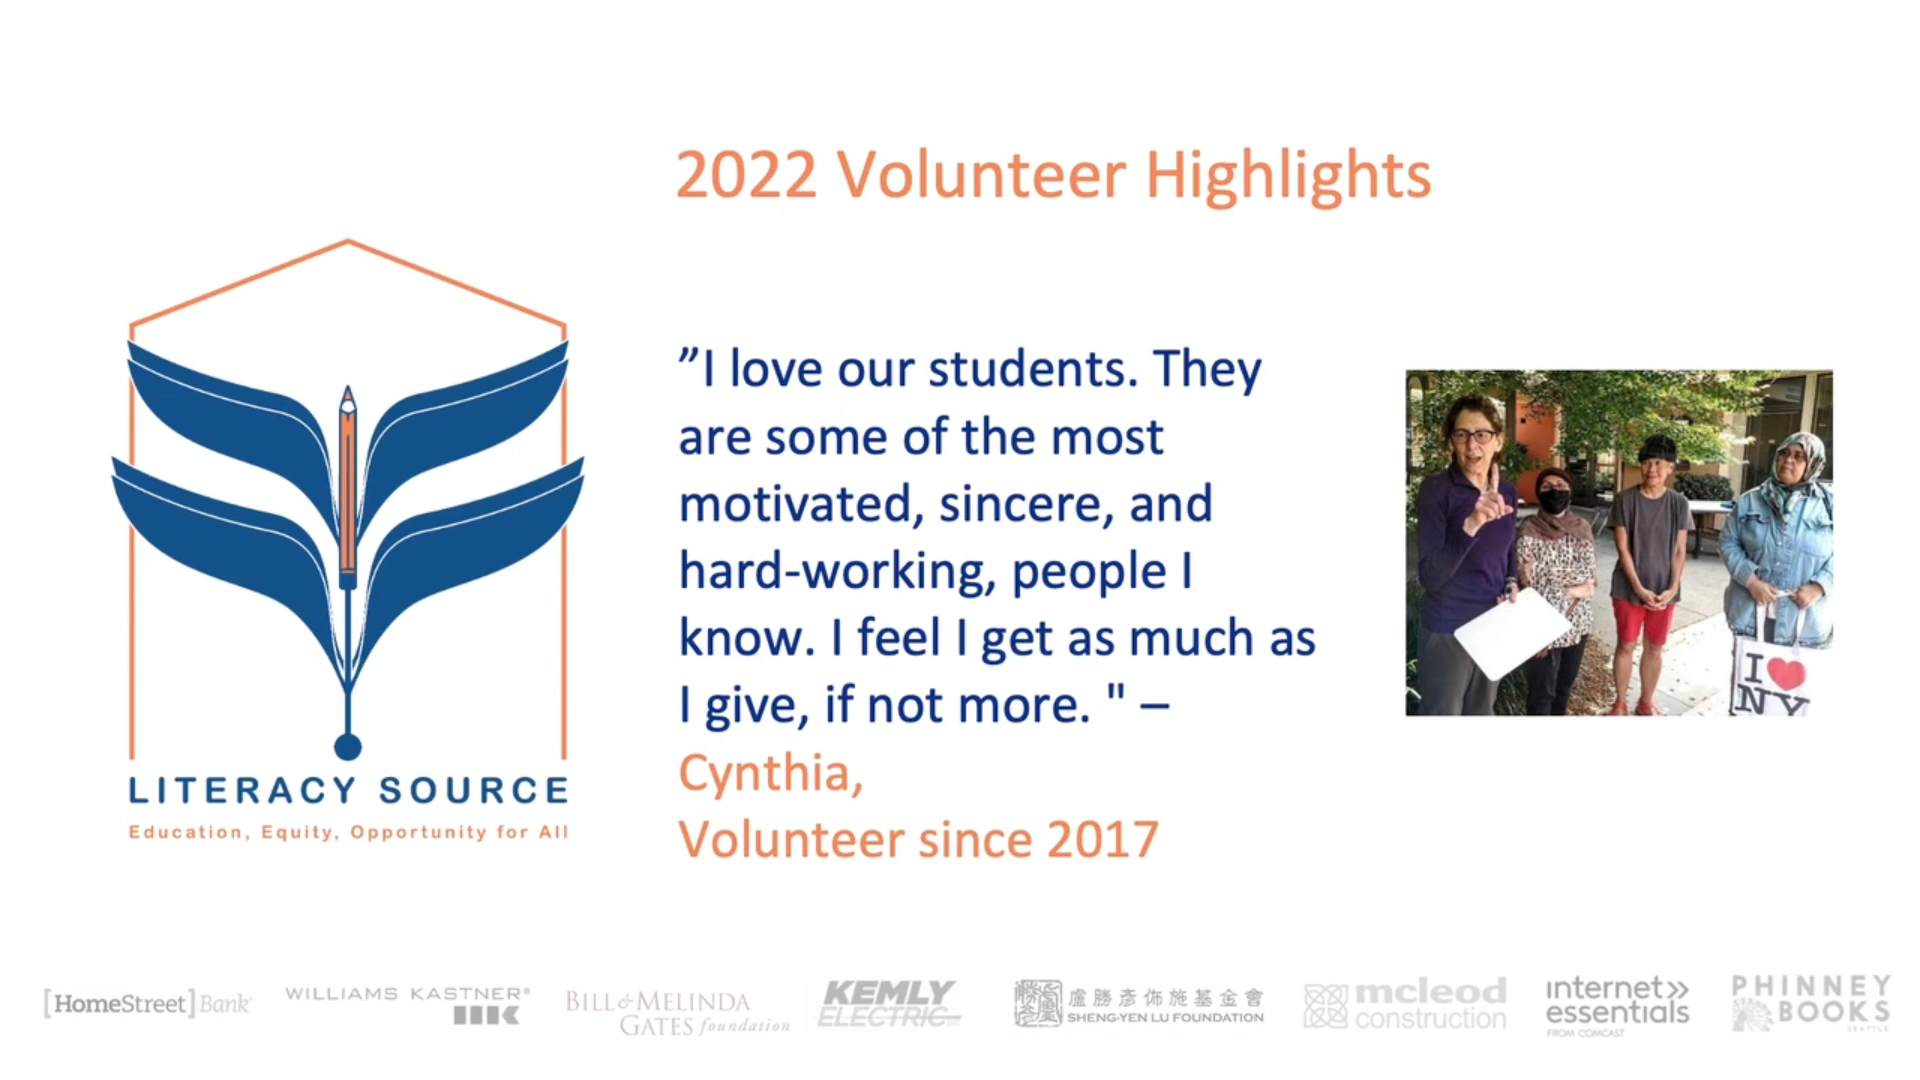 2022 Volunteer Highlights
”I love our students. They
are some of the most
motivated, sincere, and
hard-working, people I
know. I feel I get as much as
I give, if not more. " –
Cynthia,
Volunteer since 2017
LITERACY SOURCE
Education, Equity, Opportunity for All
I
NY
[HomeStreet]Bank
WILLIAMS KASTNER®
BILL & MELINDA
GATES foundation
KEMLY
ELECTRIC
盧勝彥佈施基金會
SHENG-YEN LU FOUNDATION
mcleod
construction
internet
essentials
FROM COMCAST
PHINNEY
BOOKS
SEATTLE